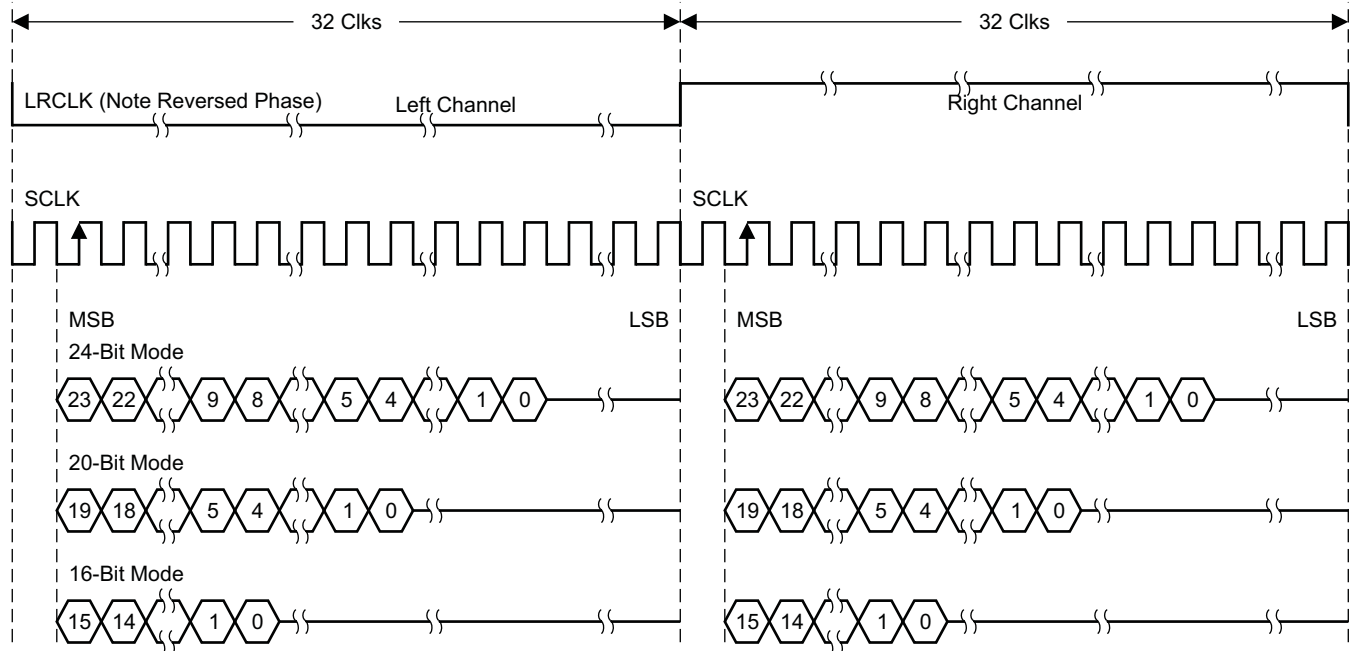 32 Clks 32 Clks
LRCLK (Note Reversed Phase) Left Channel Right Channel
SCLK SCLK
MSB LSB MSB LSB
24-Bit Mode
23 22 9 8 5 4 1 0 23 22 9 8 5 4 1 0
20-Bit Mode
19 18 5 4 1 0 19 18 5 4 1 0
16-Bit Mode
15 14 1 0 15 14 1 0